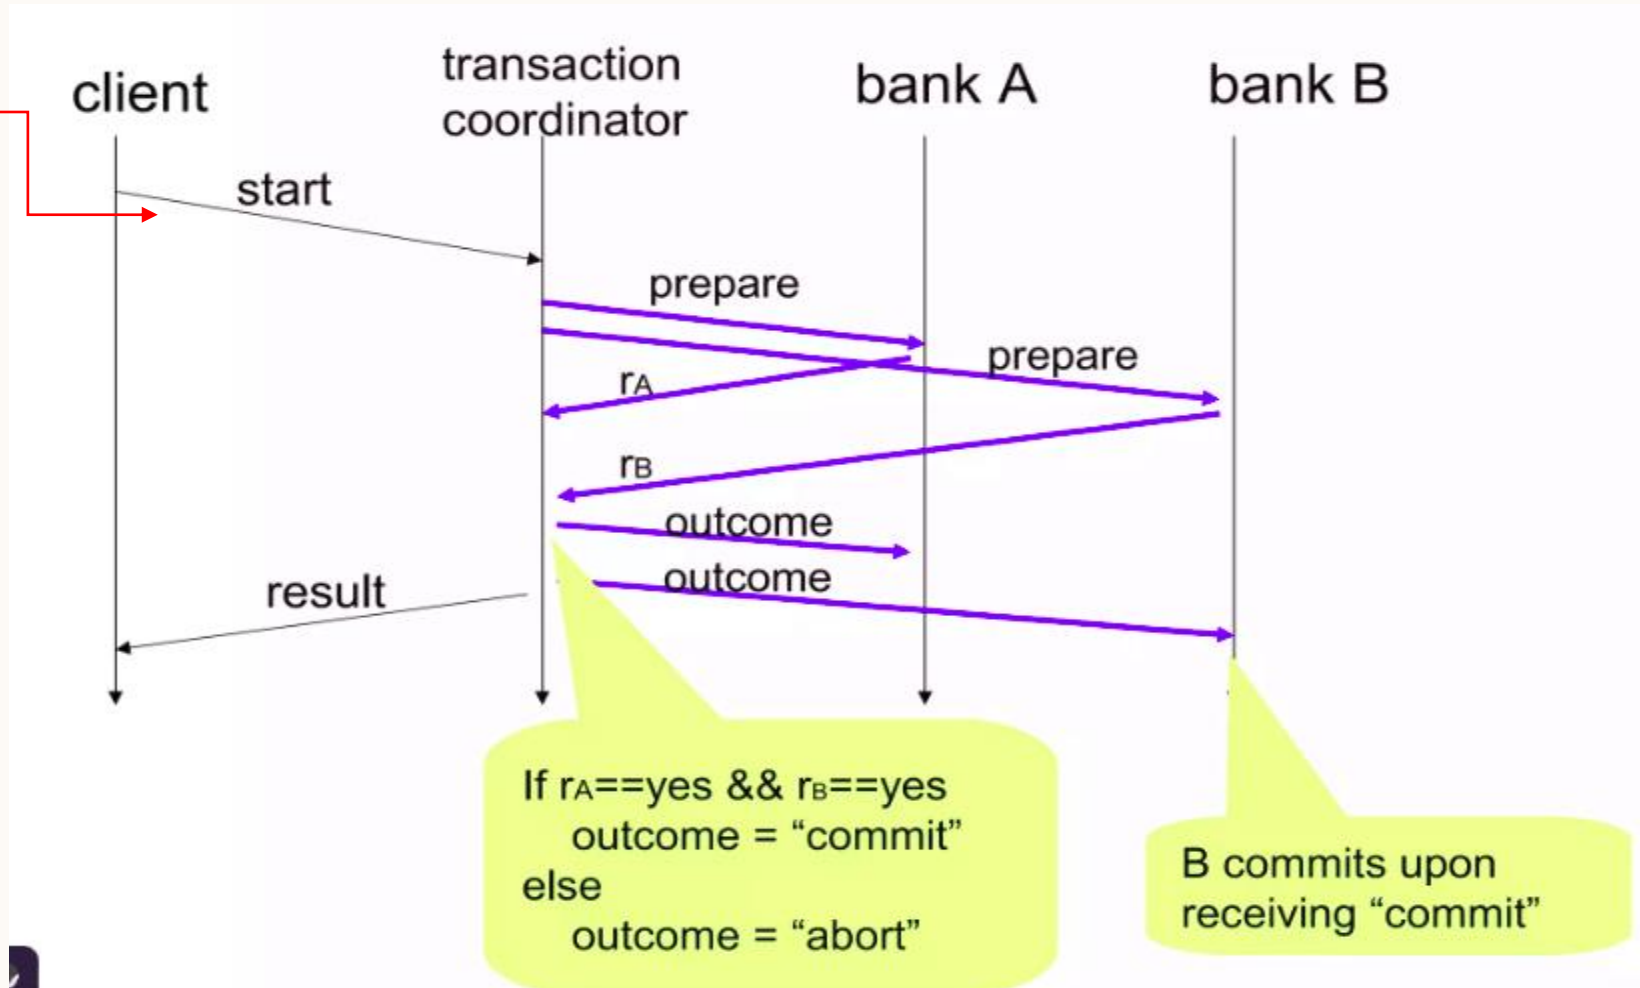 client
transaction
coordinator
bank A
bank B
start
prepare
prepare
rA
rB
outcome
outcome
result
If rA==yes && rB==yes
outcome = “commit”
else
outcome = “abort”
B commits upon
receiving “commit”